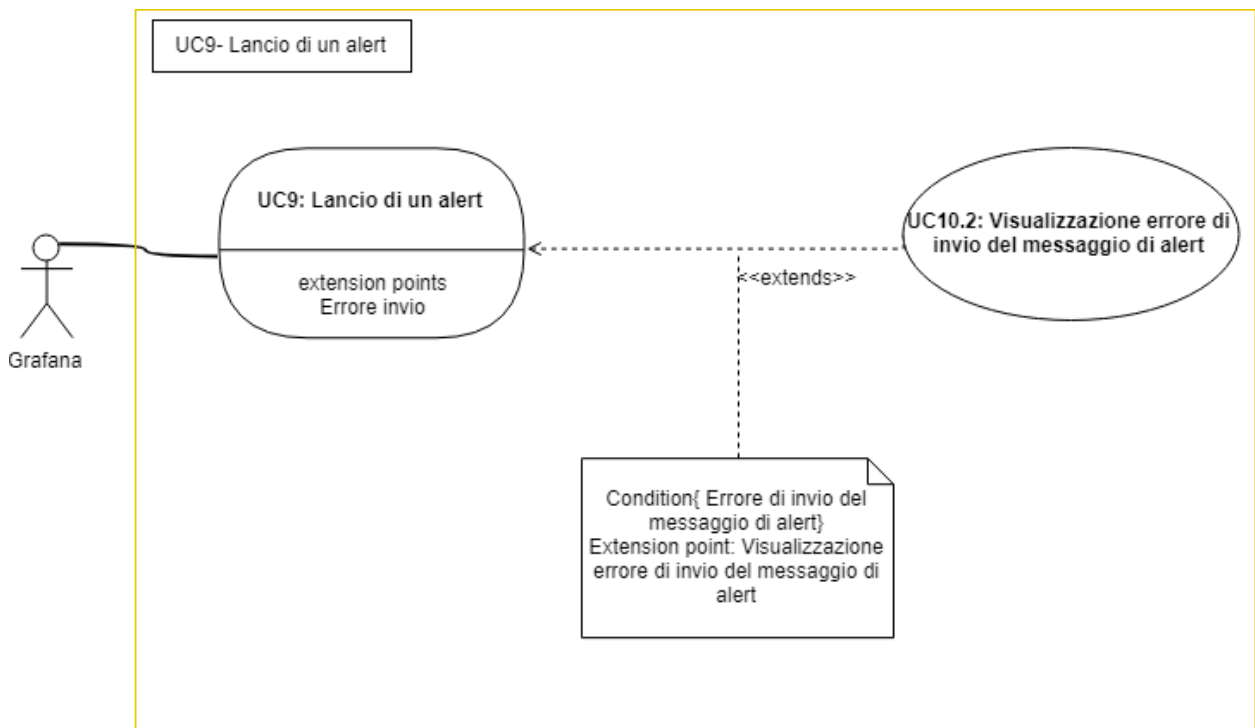 UC9- Lancio di un alert
UC9: Lancio di un alert
extension points
Errore invio
Grafana
UC10.2: Visualizzazione errore di
invio del messaggio di alert
<<extends>>
Condition{ Errore di invio del
messaggio di alert}
Extension point: Visualizzazione
errore di invio del messaggio di
alert